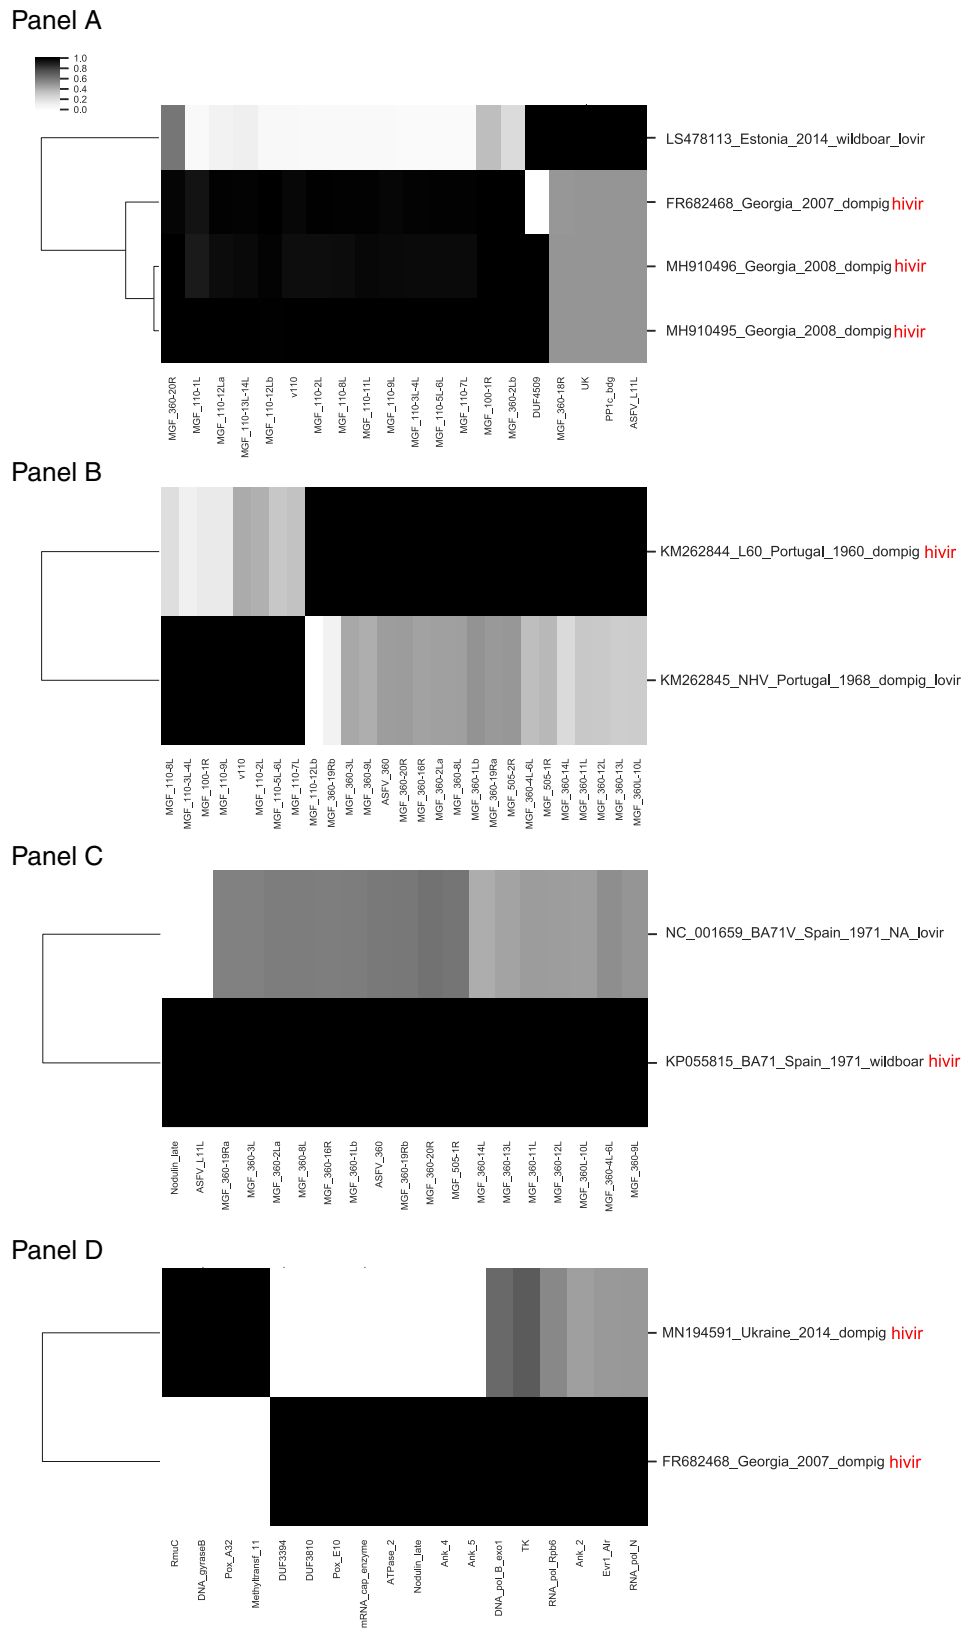 Panel A
1.0
0.8
0.6
0.4
0.2
0.0
LS478113_Estonia_2014_wildboar_lovir
FR682468_Georgia_2007_dompig hivir
MH910496_Georgia_2008_dompig hivir
MH910495_Georgia_2008_dompig hivir
MGF_360-20R
MGF_110-1L
MGF_110-12La
MGF_110-13L-14L
MGF_110-12Lb
v110
MGF_110-2L
MGF_110-8L
MGF_110-11L
MGF_110-9L
MGF_110-3L-4L
MGF_110-5L-6L
MGF_110-7L
MGF_100-1R
MGF_360-2Lb
DUF4509
MGF_360-18R
UK
PP1c_bdg
ASFV_L11L
Panel B
KM262844_L60_Portugal_1960_dompig hivir
KM262845_NHV_Portugal_1968_dompig_lovir
MGF_110-8L
MGF_110-3L-4L
MGF_100-1R
MGF_110-9L
v110
MGF_110-2L
MGF_110-5L-6L
MGF_110-7L
MGF_110-12Lb
MGF_360-19Rb
MGF_360-3L
MGF_360-9L
ASFV_360
MGF_360-20R
MGF_360-16R
MGF_360-2La
MGF_360-8L
MGF_360-1Lb
MGF_360-19Ra
MGF_505-2R
MGF_360-4L-6L
MGF_505-1R
MGF_360-14L
MGF_360-11L
MGF_360-12L
MGF_360-13L
MGF_360L-10L
Panel C
NC_001659_BA71V_Spain_1971_NA_lovir
KP055815_BA71_Spain_1971_wildboar hivir
Nodulin_late
ASFV_L11L
MGF_360-19Ra
MGF_360-3L
MGF_360-2La
MGF_360-8L
MGF_360-16R
MGF_360-1Lb
ASFV_360
MGF_360-19Rb
MGF_360-20R
MGF_505-1R
MGF_360-14L
MGF_360-13L
MGF_360-11L
MGF_360-12L
MGF_360L-10L
MGF_360-4L-6L
MGF_360-9L
Panel D
MN194591_Ukraine_2014_dompig hivir
FR682468_Georgia_2007_dompig hivir
RmuC
DNA_gyraseB
Pox_A32
Methyltransf_11
DUF3394
DUF3810
Pox_E10
mRNA_cap_enzyme
ATPase_2
Nodulin_late
Ank_4
Ank_5
DNA_pol_B_exo1
TK
RNA_pol_Rpb6
Ank_2
Evr1_Alr
RNA_pol_N